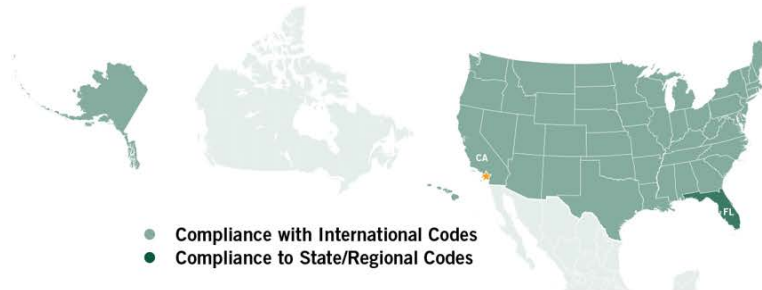 CA
FL
Compliance with International Codes
Compliance to State/Regional Codes